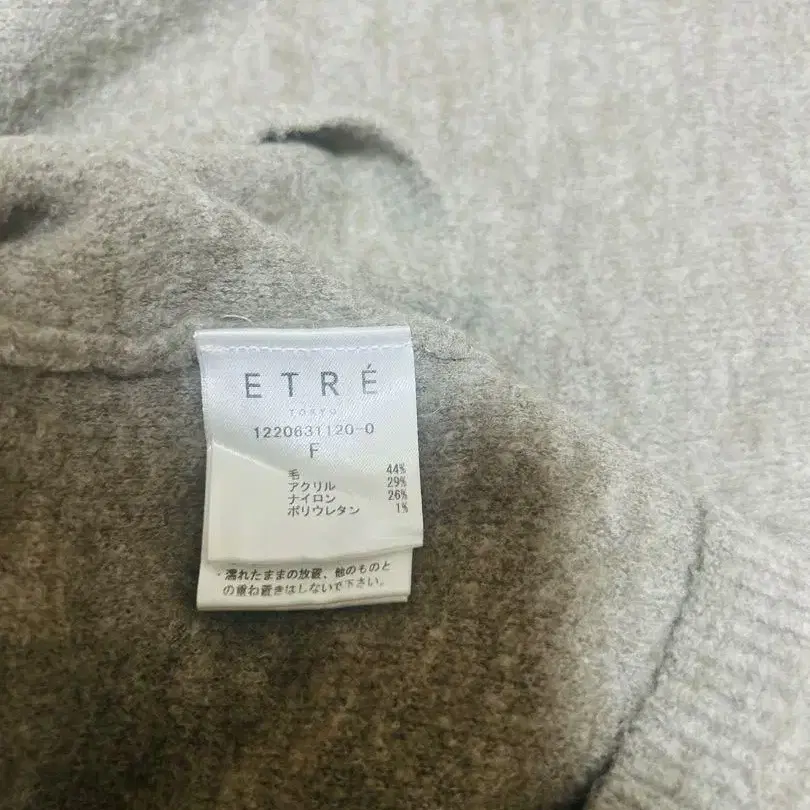 ETRÉ
TOKYO
1220631120-0
F
毛 44%
アクリル 29%
ナイロン 26%
ポリウレタン 1%
・濡れたままの放置、他のものと
の重ね置きはしないで下さい。